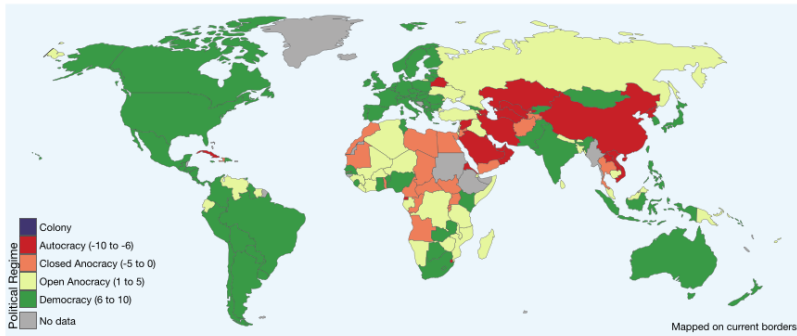 Political Regime
Colony
Autocracy (-10 to -6)
Closed Anocracy (-5 to 0)
Open Anocracy (1 to 5)
Democracy (6 to 10)
No data
Mapped on current borders